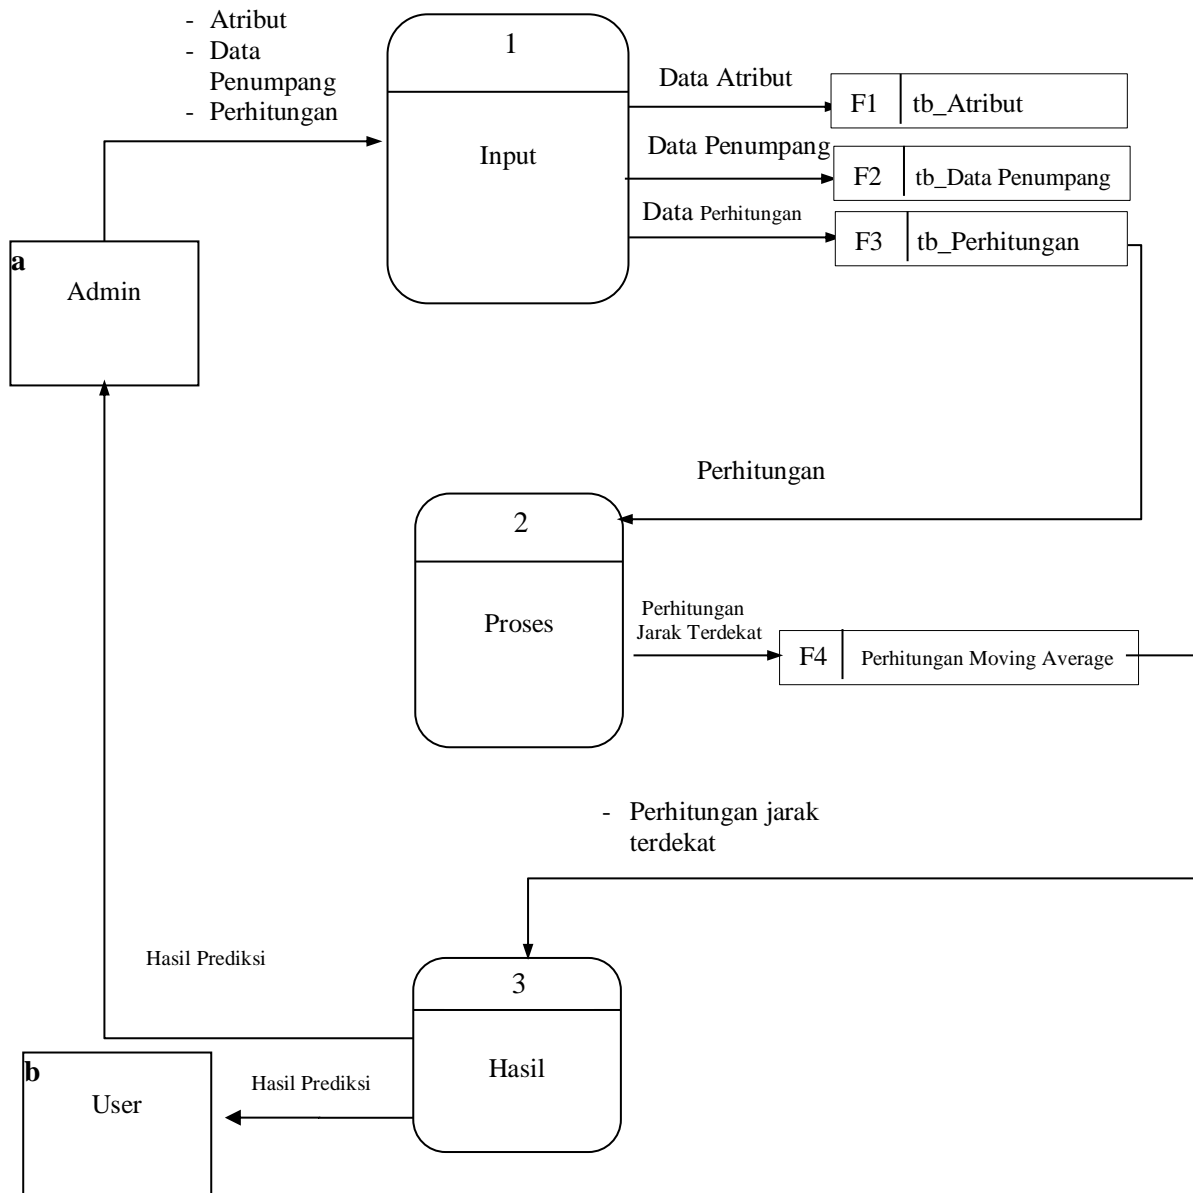 - Atribut
- Data
Penumpang
- Perhitungan
1
Input
Data Atribut
F1 tb_Atribut
Data Penumpang
F2 tb_Data Penumpang
Data Perhitungan
F3 tb_Perhitungan
a
Admin
Perhitungan
2
Proses
Perhitungan
Jarak Terdekat
F4 Perhitungan Moving Average
- Perhitungan jarak
terdekat
Hasil Prediksi
3
Hasil
b
User
Hasil Prediksi